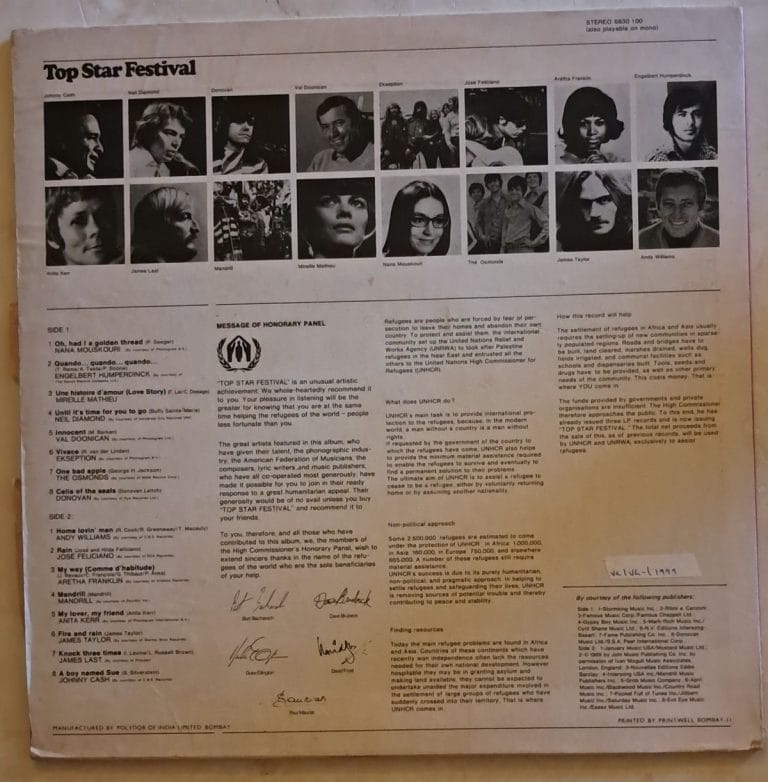 STEREO 6830 100
(also playable on mono)
Top Star Festival
Johnny Cash
Neil Diamond
Donovan
Val Doonican
Ekseption
José Feliciano
Aretha Franklin
Engelbert Humperdinck
Anita Kerr
James Last
Mandrill
Mireille Mathieu
Nana Mouskouri
The Osmonds
James Taylor
Andy Williams
SIDE 1
1 Oh, had I a golden thread (P. Seeger)
NANA MOUSKOURI
2 Quando... quando... quando...
ENGELBERT HUMPERDINCK
3 Une histoire d'amour (Love Story)
MIREILLE MATHIEU
4 Until it's time for you to go (Buffy Sainte-Marie)
NEIL DIAMOND
5 Innocent (M. Barkan)
VAL DOONICAN
6 Vivace (R. van der Linden)
EKSEPTION
7 One bad apple (George H. Jackson)
THE OSMONDS
8 Celia of the seals (Donovan Leitch)
DONOVAN
SIDE 2
1 Home lovin' man (R. Cook/R. Greenaway/T. Macauly)
ANDY WILLIAMS
2 Rain (José and Hilda Feliciano)
JOSE FELICIANO
3 My way (Comme d'habitude)
ARETHA FRANKLIN
4 Mandrill (Mandrill)
MANDRILL
5 My lover, my friend (Anita Kerr)
ANITA KERR
6 Fire and rain (James Taylor)
JAMES TAYLOR
7 Knock three times (I. Levine/L. Russell Brown)
JAMES LAST
8 A boy named Sue (S. Silverstein)
JOHNNY CASH
MESSAGE OF HONORARY PANEL
"TOP STAR FESTIVAL" is an unusual artistic
achievement: We whole-heartedly recommend it
to you. Your pleasure in listening will be the
greater for knowing that you are at the same
time helping the refugees of the world – people
less fortunate than you.
The great artists featured in this album, who
have given their talent, the phonographic indus-
try, the American Federation of Musicians, the
composers, lyric writers and music publishers,
who have all co-operated most generously, have
made it possible for you to join in their ready
response to a great humanitarian appeal. Their
generosity would be of no avail unless you buy
"TOP STAR FESTIVAL" and recommend it to
your friends.
To you, therefore, and all those who have
contributed to this album, we, the members of
the High Commissioner's Honorary Panel, wish to
extend sincere thanks in the name of the refu-
gees of the world who are the sole beneficiaries
of your help.
Burt Bacharach
Dave Brubeck
Duke Ellington
David Frost
Paul Mauriat
Refugees are people who are forced by fear of per-
secution to leave their homes and abandon their own
country. To protect and assist them, the international
community set up the United Nations Relief and
Works Agency (UNRWA) to look after Palestine
refugees in the Near East and entrusted all the
others to the United Nations High Commissioner for
Refugees (UNHCR).
What does UNHCR do?
UNHCR's main task is to provide international pro-
tection to the refugees, because, in the modern
world, a man without a country is a man without
rights.
If requested by the government of the country to
which the refugees have come, UNHCR also helps
to provide the minimum material assistance required
to enable the refugees to survive and eventually to
find a permanent solution to their problems.
The ultimate aim of UNHCR is to assist a refugee to
cease to be a refugee, either by voluntarily returning
home or by assuming another nationality.
Non-political approach
Some 2,500,000 refugees are estimated to come
under the protection of UNHCR: in Africa 1,000,000,
in Asia 160,000, in Europe 750,000, and elsewhere
665,000. A number of these refugees still require
material assistance.
UNHCR's success is due to its purely humanitarian,
non-political and pragmatic approach. In helping to
settle refugees and safeguarding their lives, UNHCR
is removing sources of potential trouble and thereby
contributing to peace and stability.
Finding resources
Today the main refugee problems are found in Africa
and Asia. Countries of these continents which have
recently won independence often lack the resources
needed for their own national development. However
hospitable they may be in granting asylum and
making land available, they cannot be expected to
undertake unaided the major expenditure involved in
the settlement of large groups of refugees who have
suddenly crossed into their territory. That is where
UNHCR comes in.
How this record will help
The settlement of refugees in Africa and Asia usually
requires the setting-up of new communities in sparse-
ly populated regions. Roads and bridges have to
be built, land cleared, marshes drained, wells dug,
fields irrigated, and communal facilities such as
schools and dispensaries built. Tools, seeds and
drugs have to be provided, as well as other primary
needs of the community. This costs money. That is
where YOU come in.
The funds provided by governments and private
organisations are insufficient. The High Commissioner
therefore approaches the public. To this end, he has
already issued three LP records and is now issuing
"TOP STAR FESTIVAL". The total net proceeds from
the sale of this, as of previous records, will be used
by UNHCR and UNRWA, exclusively to assist
refugees.
By courtesy of the following publishers:
MANUFACTURED BY POLYDOR OF INDIA LIMITED BOMBAY
PRINTED BY PRINTWELL BOMBAY-11